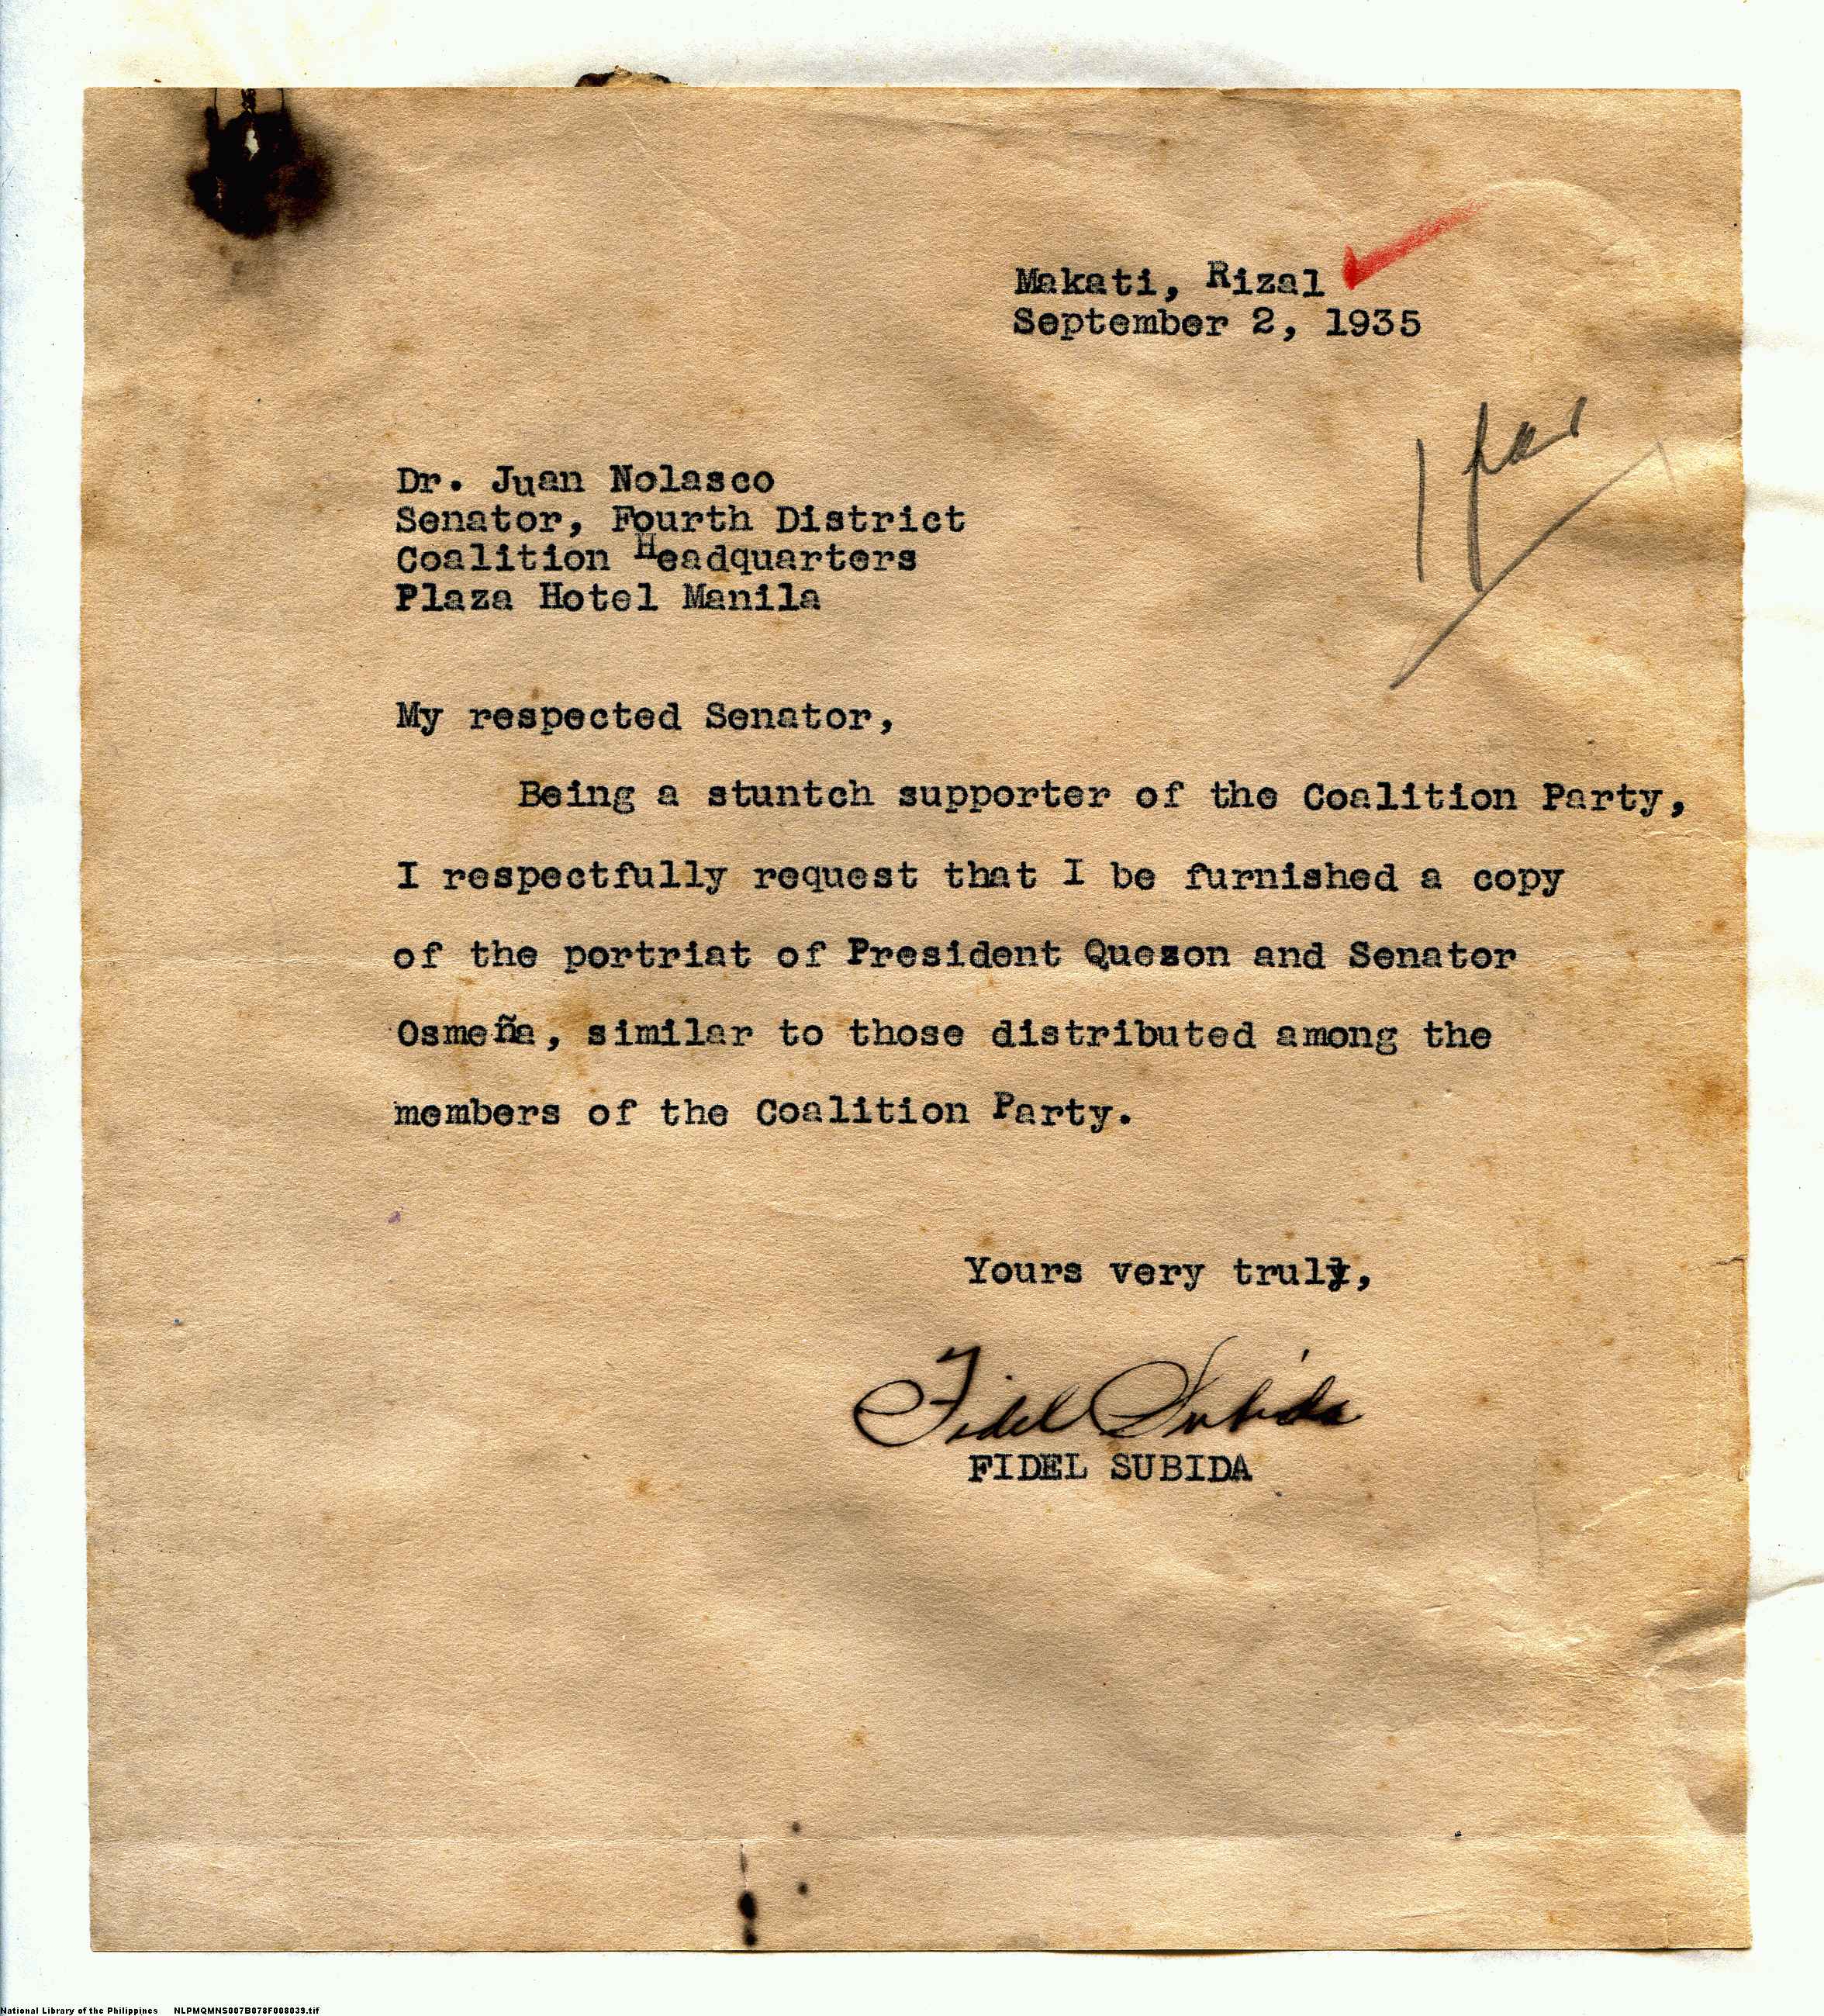 Makati, Rizal
September 2, 1935
1 par
Dr. Juan Nolasco
Senator, Fourth District
Coalition Headquarters
Plaza Hotel Manila
My respected Senator,
Being a stuntch supporter of the Coalition Party,
I respectfully request that I be furnished a copy
of the portriat of President Quezon and Senator
Osmeña, similar to those distributed among the
members of the Coalition Party.
Yours very truly,
Fidel Subida
FIDEL SUBIDA
National Library of the Philippines NLPMQMNS007B078F008039.tif